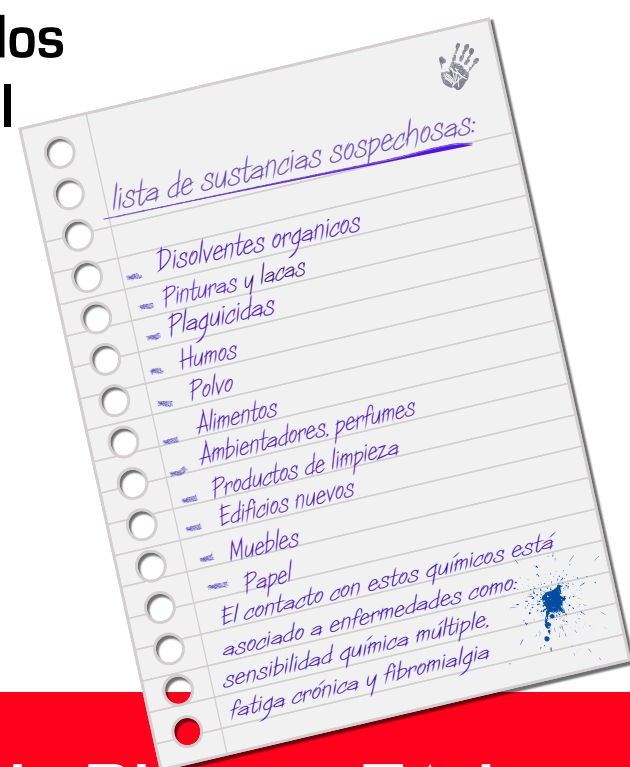 los
l
lista de sustancias sospechosas:
- Disolventes organicos
- Pinturas y lacas
- Plaguicidas
- Humos
- Polvo
- Alimentos
- Ambientadores, perfumes
- Productos de limpieza
- Edificios nuevos
- Muebles
- Papel
El contacto con estos químicos está
asociado a enfermedades como:
sensibilidad química múltiple.
fatiga crónica y fibromialgia